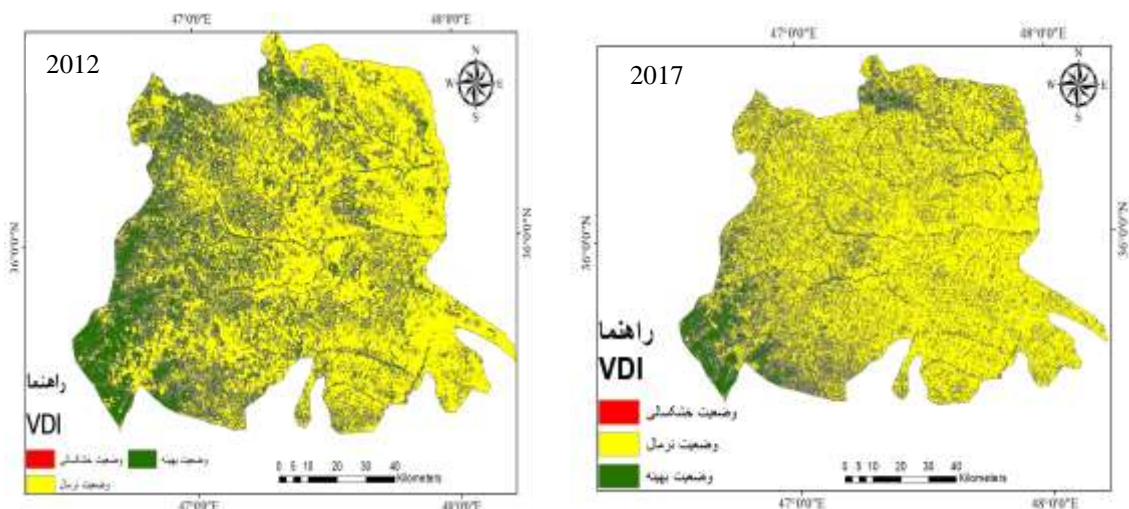 47°0'0"E 48°0'0"E
2012
N
W E
S
36°0'0"N 36°0'0"N
راهنما
VDI
وضعیت خشکسالی وضعیت بهینه
وضعیت نرمال
0 5 10 20 30 40
Kilometers
47°0'0"E 48°0'0"E
47°0'0"E 48°0'0"E
2017
N
W E
S
36°0'0"N 36°0'0"N
راهنما
VDI
وضعیت خشکسالی
وضعیت نرمال
وضعیت بهینه
0 5 10 20 30 40
Kilometers
47°0'0"E 48°0'0"E